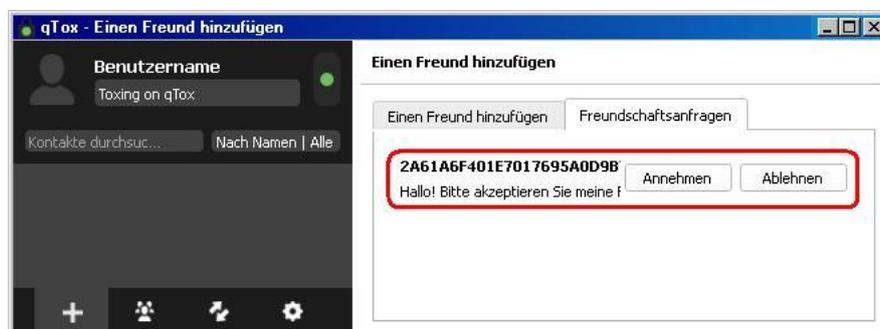 qTox - Einen Freund hinzufügen
Benutzername
Toxing on qTox
Kontakte durchsuc...
Nach Namen | Alle
Einen Freund hinzufügen
Einen Freund hinzufügen
Freundschaftsanfragen
2A61A6F401E7017695A0D9B
Hallo! Bitte akzeptieren Sie meine F
Annehmen
Ablehnen